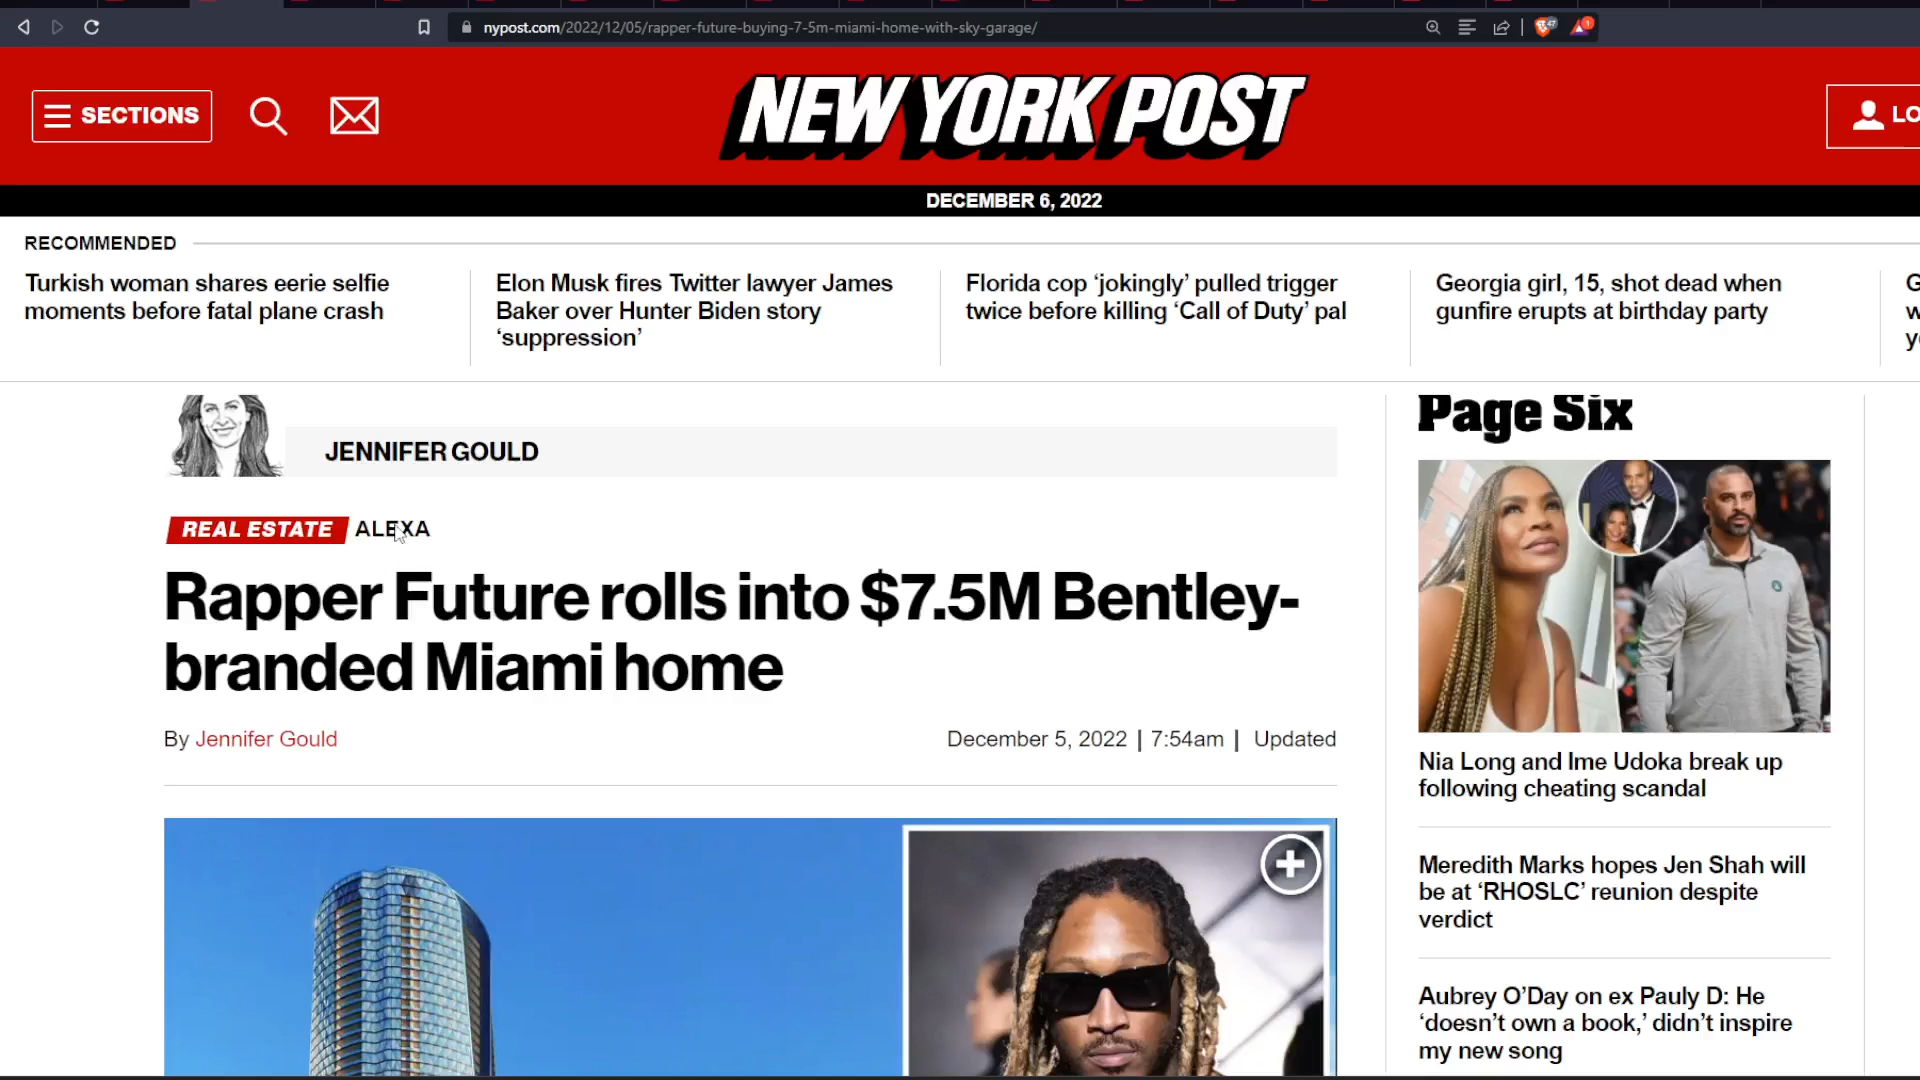 nypost.com/2022/12/05/rapper-future-buying-7-5m-miami-home-with-sky-garage/
47
1
SECTIONS
NEW YORK POST
LO
DECEMBER 6, 2022
RECOMMENDED
Turkish woman shares eerie selfie
moments before fatal plane crash
Elon Musk fires Twitter lawyer James
Baker over Hunter Biden story
‘suppression’
Florida cop ‘jokingly’ pulled trigger
twice before killing ‘Call of Duty’ pal
Georgia girl, 15, shot dead when
gunfire erupts at birthday party
JENNIFER GOULD
REAL ESTATE ALEXA
Rapper Future rolls into $7.5M Bentley-
branded Miami home
By Jennifer Gould
December 5, 2022 | 7:54am | Updated
Page Six
Nia Long and Ime Udoka break up
following cheating scandal
Meredith Marks hopes Jen Shah will
be at ‘RHOSLC’ reunion despite
verdict
Aubrey O’Day on ex Pauly D: He
‘doesn’t own a book,’ didn’t inspire
my new song